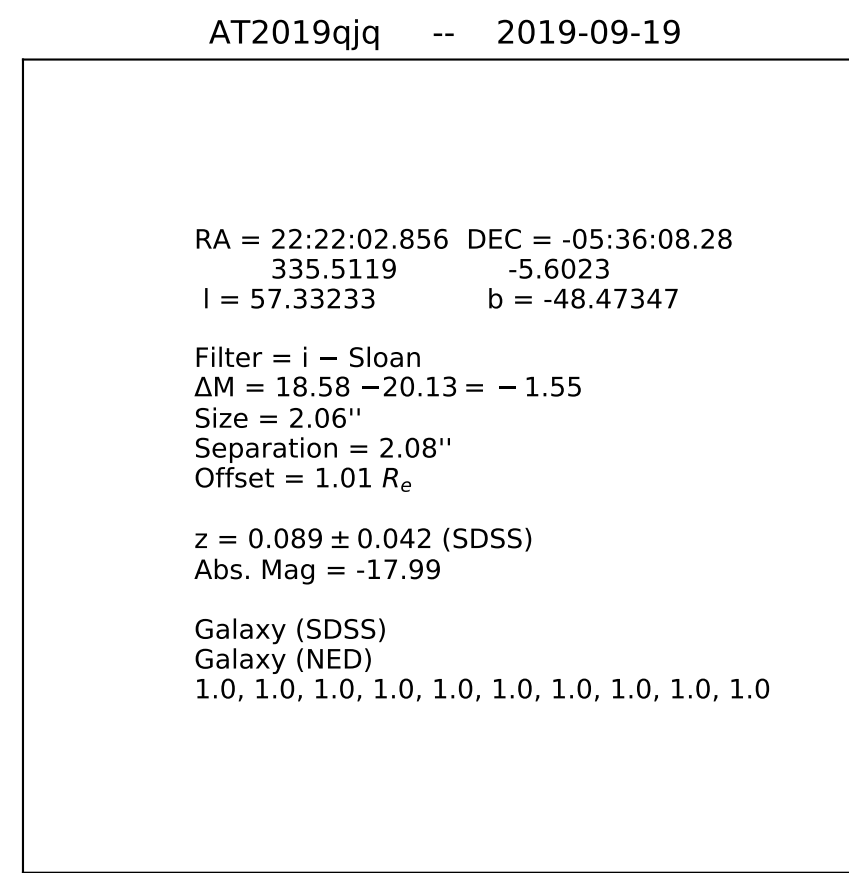 AT2019qjq -- 2019-09-19
RA = 22:22:02.856 DEC = -05:36:08.28
335.5119 -5.6023
l = 57.33233 b = -48.47347
Filter = i − Sloan
ΔM = 18.58 −20.13 = − 1.55
Size = 2.06''
Separation = 2.08''
Offset = 1.01 Rₑ
z = 0.089 ± 0.042 (SDSS)
Abs. Mag = -17.99
Galaxy (SDSS)
Galaxy (NED)
1.0, 1.0, 1.0, 1.0, 1.0, 1.0, 1.0, 1.0, 1.0, 1.0